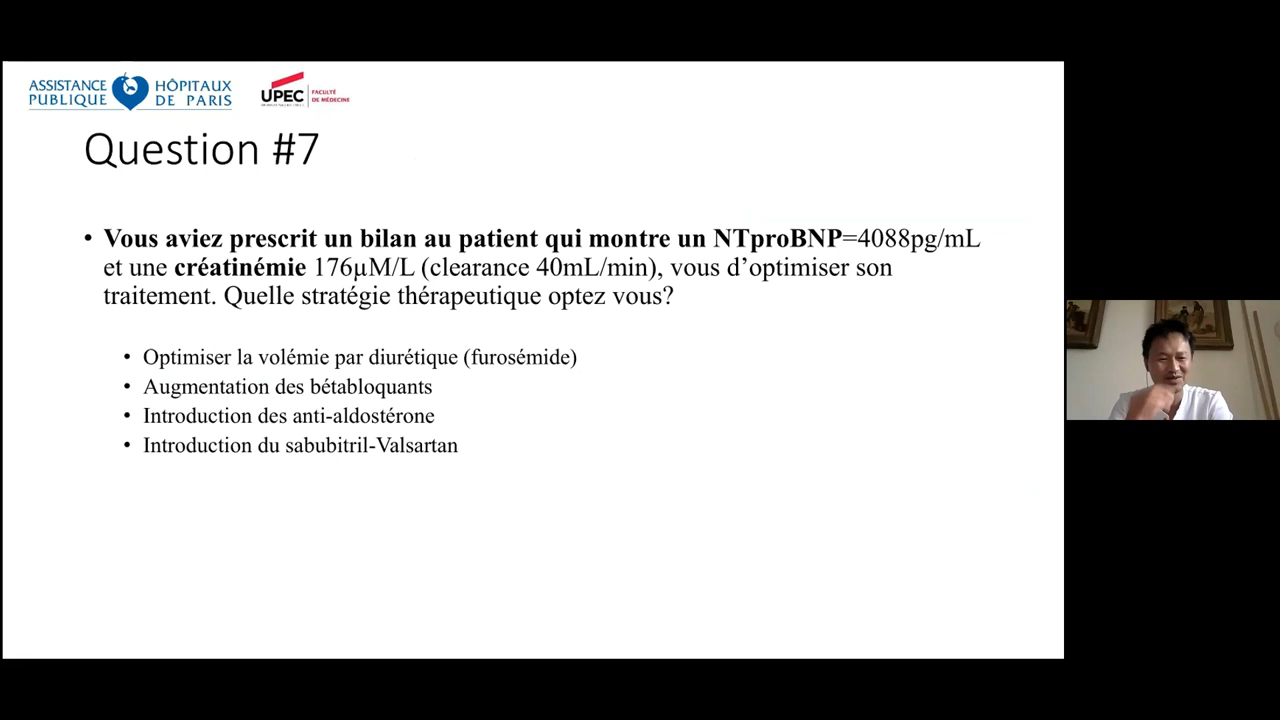 ASSISTANCE PUBLIQUE HÔPITAUX DE PARIS
UPEC FACULTÉ DE MÉDECINE
Question #7
• Vous aviez prescrit un bilan au patient qui montre un NTproBNP=4088pg/mL
et une créatinémie 176µM/L (clearance 40mL/min), vous d’optimiser son
traitement. Quelle stratégie thérapeutique optez vous?
• Optimiser la volémie par diurétique (furosémide)
• Augmentation des bétabloquants
• Introduction des anti-aldostérone
• Introduction du sabubitril-Valsartan